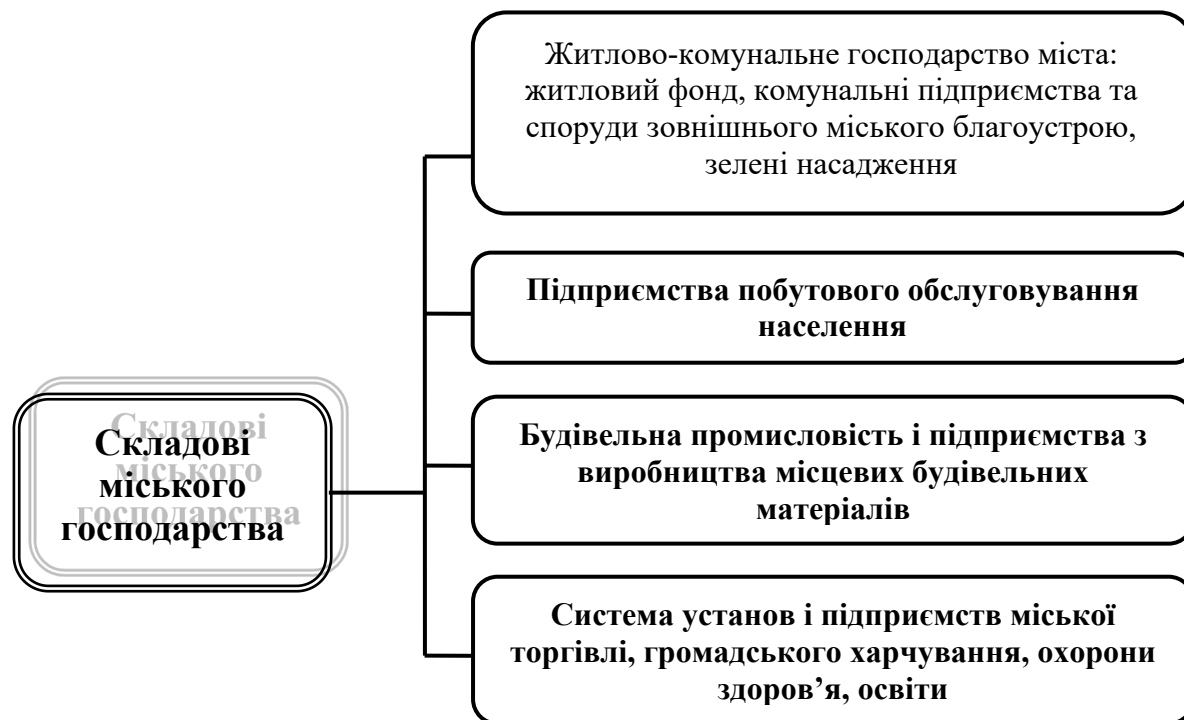 Житлово-комунальне господарство міста:
житловий фонд, комунальні підприємства та
споруди зовнішнього міського благоустрою,
зелені насадження
Підприємства побутового обслуговування
населення
Складові
міського
господарства
Будівельна промисловість і підприємства з
виробництва місцевих будівельних
матеріалів
Система установ і підприємств міської
торгівлі, громадського харчування, охорони
здоров’я, освіти